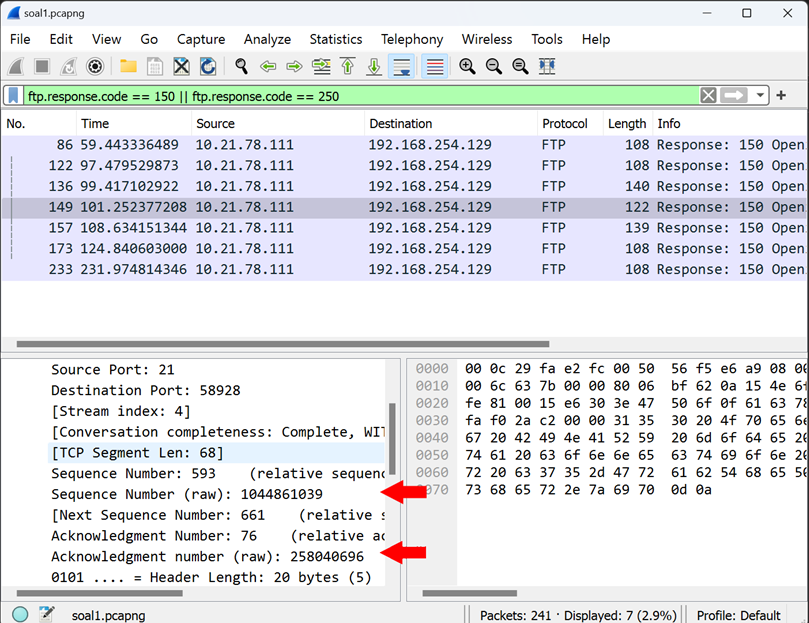 soal1.pcapng
File Edit View Go Capture Analyze Statistics Telephony Wireless Tools Help
ftp.response.code == 150 || ftp.response.code == 250
No. Time Source Destination Protocol Length Info
86 59.443336489 10.21.78.111 192.168.254.129 FTP 108 Response: 150 Open
122 97.479529873 10.21.78.111 192.168.254.129 FTP 108 Response: 150 Open
136 99.417102922 10.21.78.111 192.168.254.129 FTP 140 Response: 150 Open
149 101.252377208 10.21.78.111 192.168.254.129 FTP 122 Response: 150 Open
157 108.634151344 10.21.78.111 192.168.254.129 FTP 139 Response: 150 Open
173 124.840603000 10.21.78.111 192.168.254.129 FTP 108 Response: 150 Open
233 231.974814346 10.21.78.111 192.168.254.129 FTP 108 Response: 150 Open
Source Port: 21
Destination Port: 58928
[Stream index: 4]
[Conversation completeness: Complete, WIT
[TCP Segment Len: 68]
Sequence Number: 593 (relative sequenc
Sequence Number (raw): 1044861039
[Next Sequence Number: 661 (relative s
Acknowledgment Number: 76 (relative ac
Acknowledgment number (raw): 258040696
0101 .... = Header Length: 20 bytes (5)
0000 00 0c 29 fa e2 fc 00 50 56 f5 e6 a9 08 00
0010 00 6c 63 7b 00 00 80 06 bf 62 0a 15 4e 6f
0020 fe 81 00 15 e6 30 3e 47 50 6f 0f 61 63 78
0030 fa f0 2a c2 00 00 31 35 30 20 4f 70 65 6e
0040 67 20 42 49 4e 41 52 59 20 6d 6f 64 65 20
0050 74 61 20 63 6f 6e 6e 65 63 74 69 6f 6e 20
0060 72 20 63 37 35 2d 47 72 61 62 54 68 65 50
0070 73 68 65 72 2e 7a 69 70 0d 0a
soal1.pcapng
Packets: 241 · Displayed: 7 (2.9%)
Profile: Default